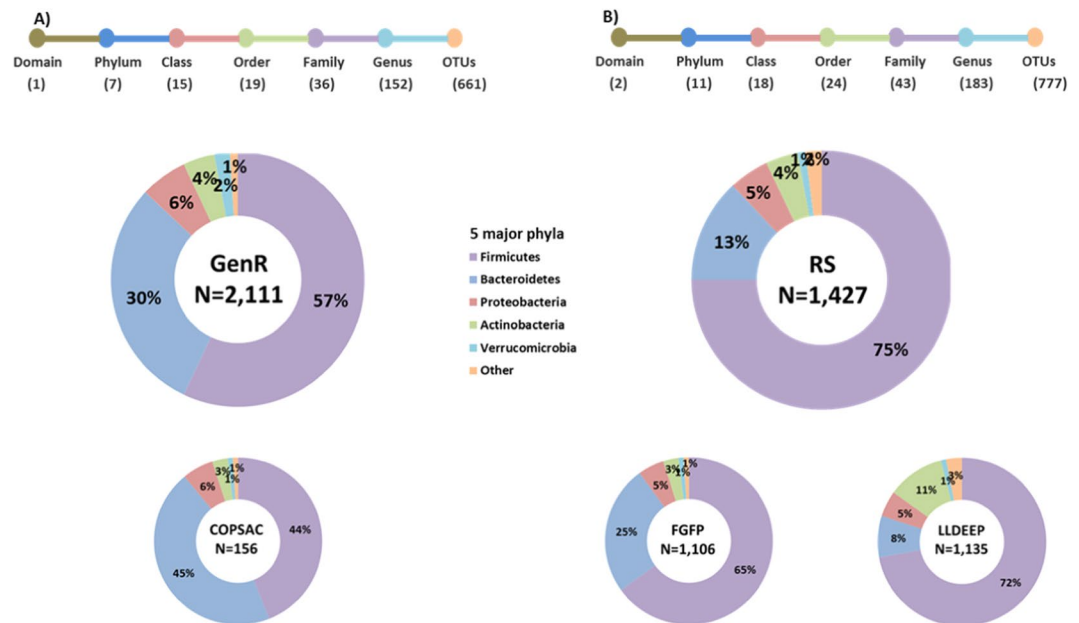 A)
Domain Phylum Class Order Family Genus OTUs
(1) (7) (15) (19) (36) (152) (661)
B)
Domain Phylum Class Order Family Genus OTUs
(2) (11) (18) (24) (43) (183) (777)
1%
4%
2%
6%
30%
57%
GenR
N=2,111
5 major phyla
Firmicutes
Bacteroidetes
Proteobacteria
Actinobacteria
Verrucomicrobia
Other
1%
4%
5%
13%
75%
RS
N=1,427
3%
1%
1%
6%
44%
45%
COPSAC
N=156
3%
1%
1%
5%
25%
65%
FGFP
N=1,106
3%
1%
11%
5%
8%
72%
LLDEEP
N=1,135